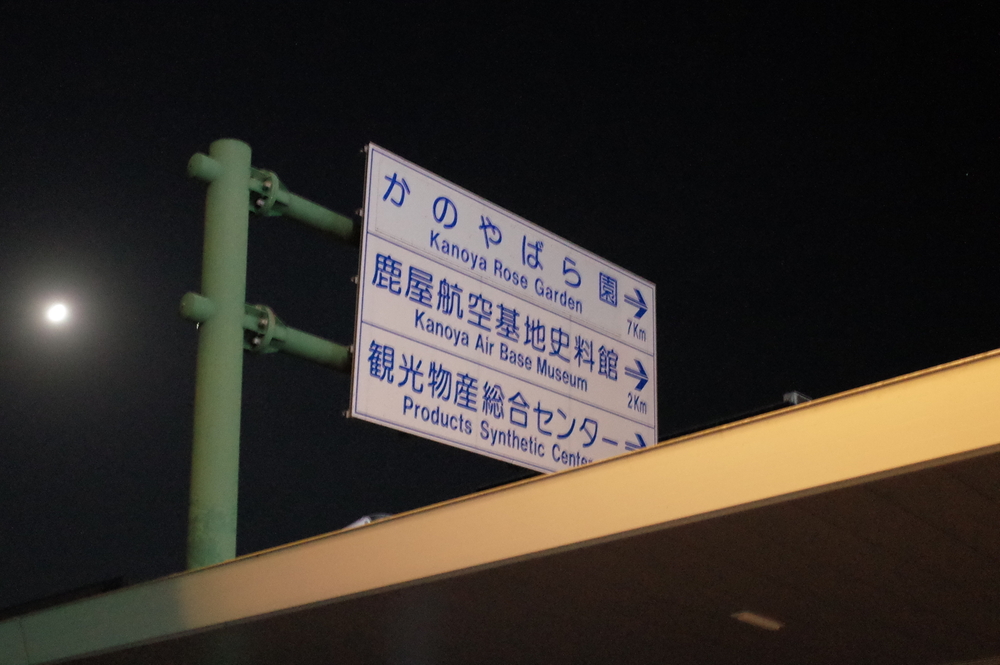 かのやばら園
Kanoya Rose Garden
7Km
鹿屋航空基地史料館
Kanoya Air Base Museum
2Km
観光物産総合センター
Products Synthetic Center